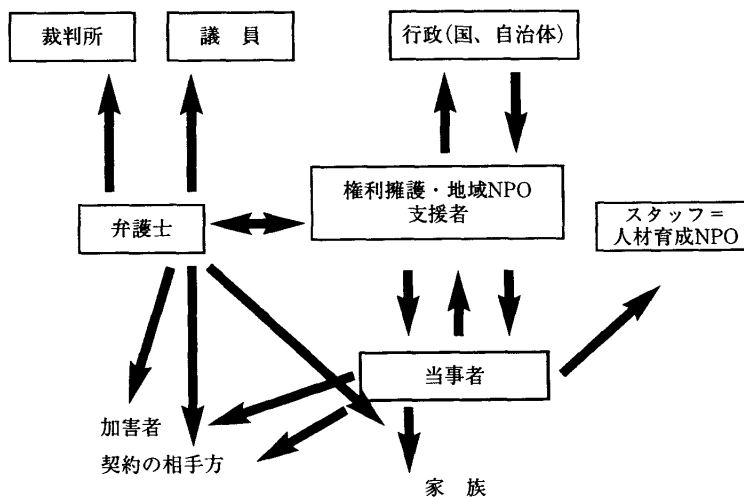 裁判所
議　員
行政(国、自治体)
権利擁護・地域NPO
支援者
弁護士
スタッフ＝
人材育成NPO
当事者
加害者
契約の相手方
家　族